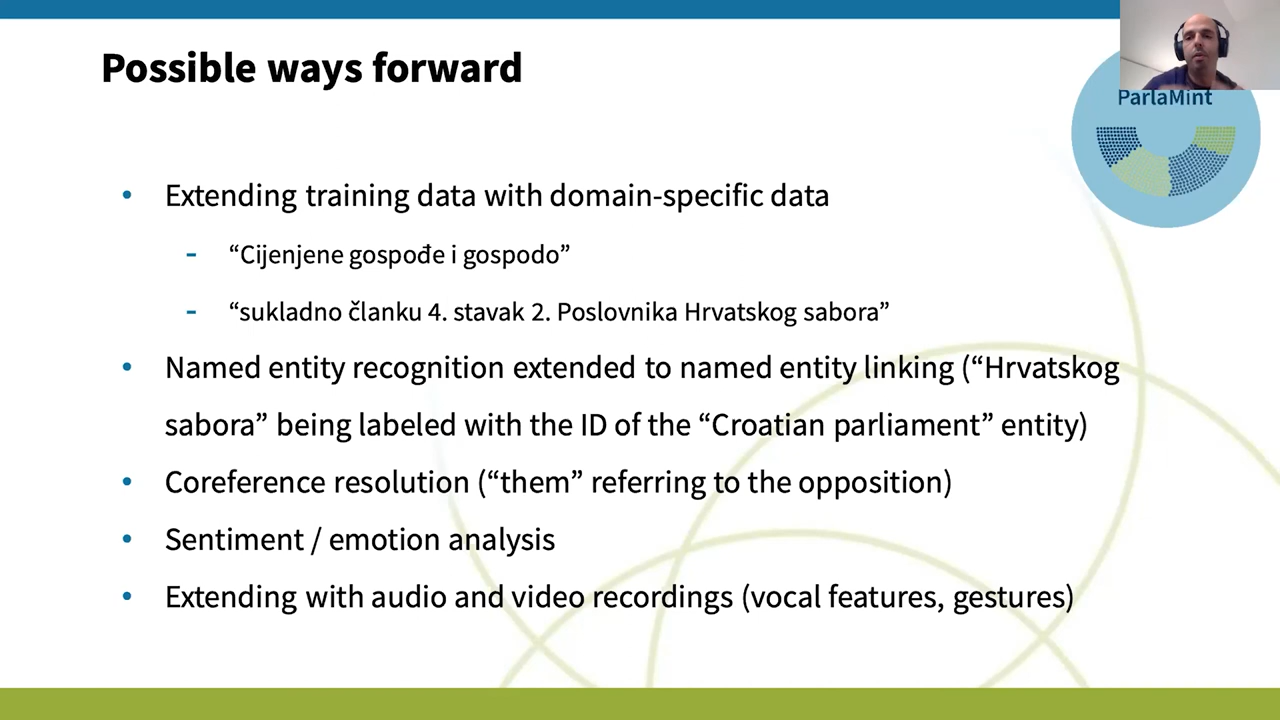 Possible ways forward
ParlaMint
• Extending training data with domain-specific data
- “Cijenjene gospođe i gospodo”
- “sukladno članku 4. stavak 2. Poslovnika Hrvatskog sabora”
• Named entity recognition extended to named entity linking (“Hrvatskog
sabora” being labeled with the ID of the “Croatian parliament” entity)
• Coreference resolution (“them” referring to the opposition)
• Sentiment / emotion analysis
• Extending with audio and video recordings (vocal features, gestures)